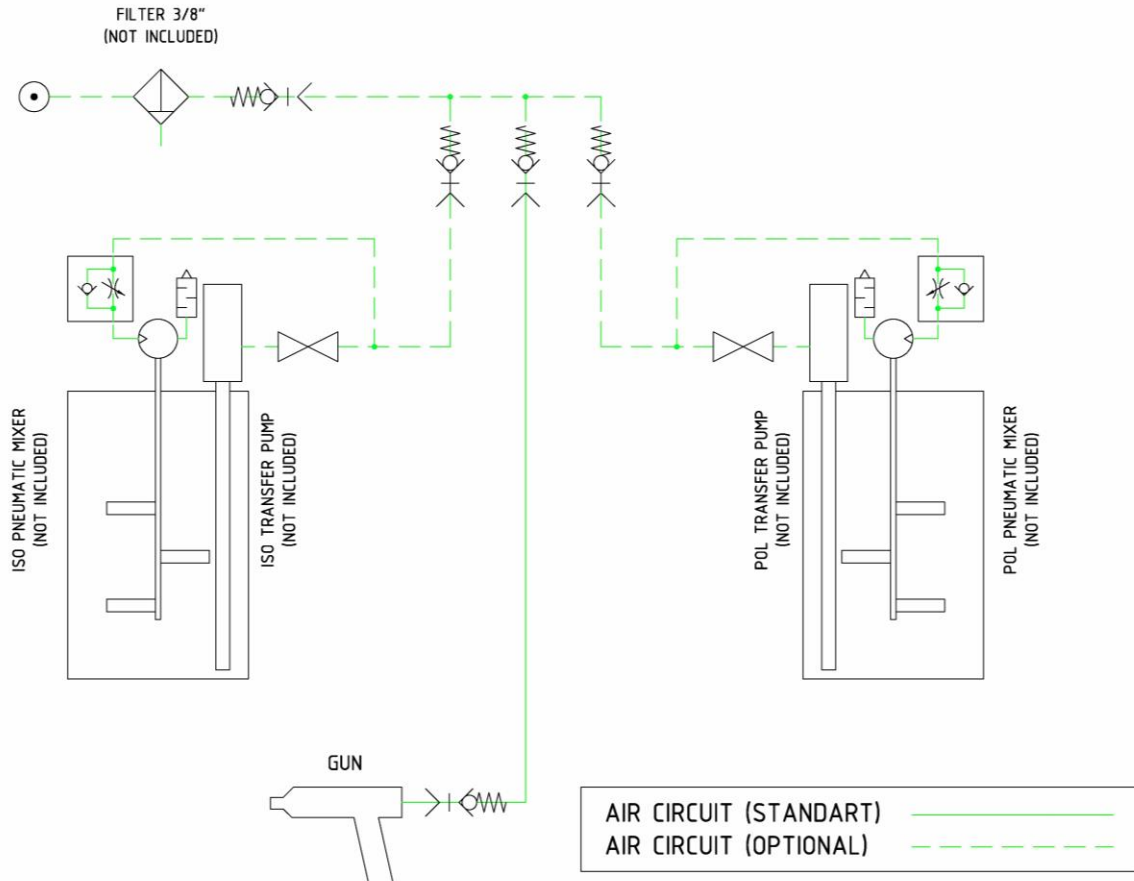 FILTER 3/8"
(NOT INCLUDED)
ISO PNEUMATIC MIXER
(NOT INCLUDED)
ISO TRANSFER PUMP
(NOT INCLUDED)
POL TRANSFER PUMP
(NOT INCLUDED)
POL PNEUMATIC MIXER
(NOT INCLUDED)
GUN
AIR CIRCUIT (STANDART)
AIR CIRCUIT (OPTIONAL)